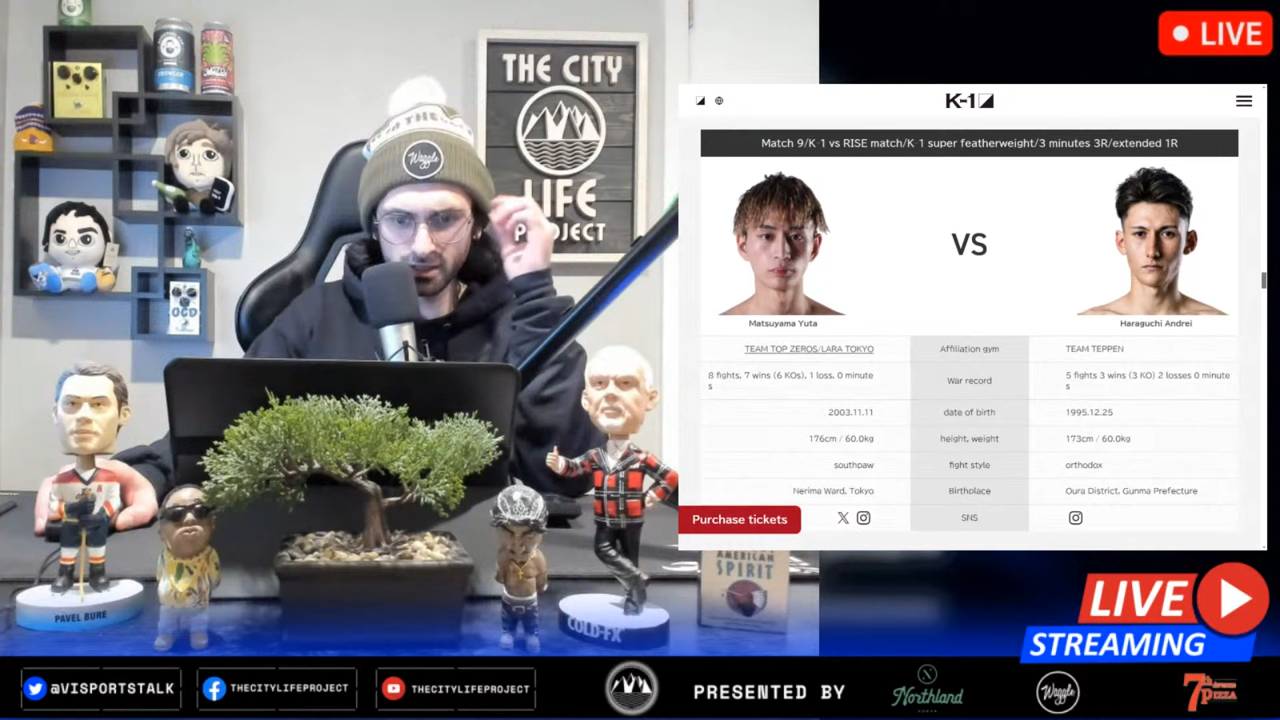 LIVE
THE CITY
LIFE
PROJECT
Waggle
OCD
K-1
Match 9/K-1 vs RISE match/K-1 super featherweight/3 minutes 3R/extended 1R
VS
Matsuyama Yuta
Haraguchi Andrei
TEAM TOP ZEROS/LARA TOKYO
Affiliation gym
TEAM TEPPEN
8 fights, 7 wins (6 KOs), 1 loss, 0 minute
s
War record
5 fights 3 wins (3 KO) 2 losses 0 minute
s
2003.11.11
date of birth
1995.12.25
176cm / 60.0kg
height, weight
173cm / 60.0kg
southpaw
fight style
orthodox
Nerima Ward, Tokyo
Birthplace
Oura District, Gunma Prefecture
SNS
Purchase tickets
AMERICAN
SPIRIT
PAVEL BURE
COLD-FX
LIVE
STREAMING
@VISPORTSTALK
THECITYLIFEPROJECT
THECITYLIFEPROJECT
PRESENTED BY
Northland
Waggle
7th
PIZZA